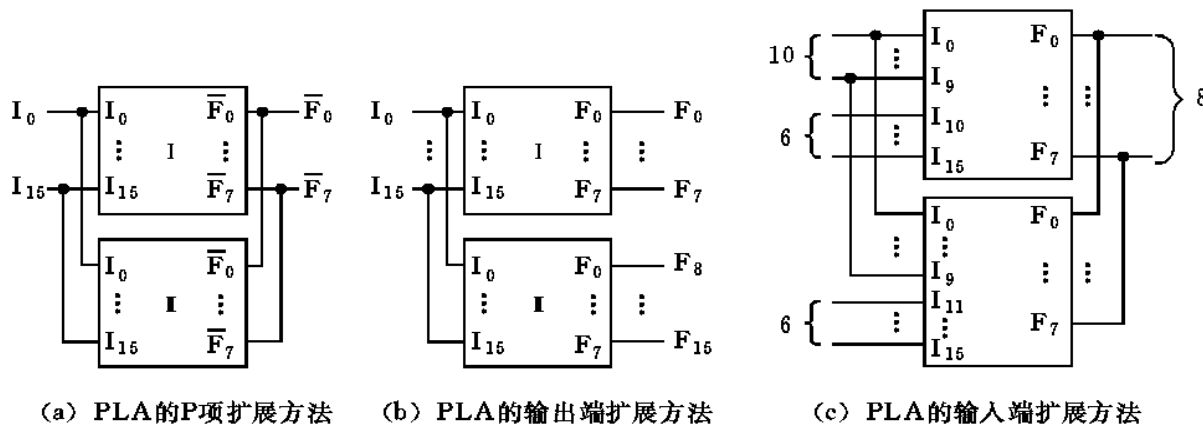 I₀ I₀ F̅₀ F̅₀
⋮ I ⋮
I₁₅ I₁₅ F̅₇ F̅₇
I₀ F̅₀
⋮ I ⋮
I₁₅ F̅₇
(a) PLA的P项扩展方法
I₀ I₀ F₀ F₀
⋮ ⋮ I ⋮ ⋮
I₁₅ I₁₅ F₇ F₇
I₀ F₀ F₈
⋮ I ⋮ ⋮
I₁₅ F₇ F₁₅
(b) PLA的输出端扩展方法
I₀ F₀
10 ⋮
I₉
I₁₀ ⋮ ⋮ 8
6 ⋮
I₁₅ F₇
I₀ F₀
⋮ ⋮
I₉ ⋮ ⋮
I₁₁
6 ⋮ ⋮ F₇
I₁₅
(c) PLA的输入端扩展方法